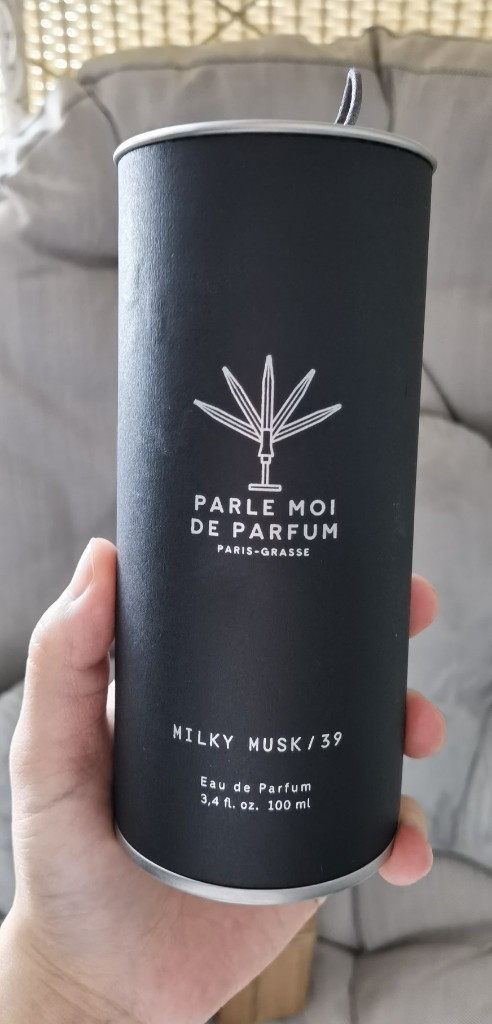 PARLE MOI
DE PARFUM
PARIS-GRASSE
MILKY MUSK/39
Eau de Parfum
3,4 fl. oz. 100 ml